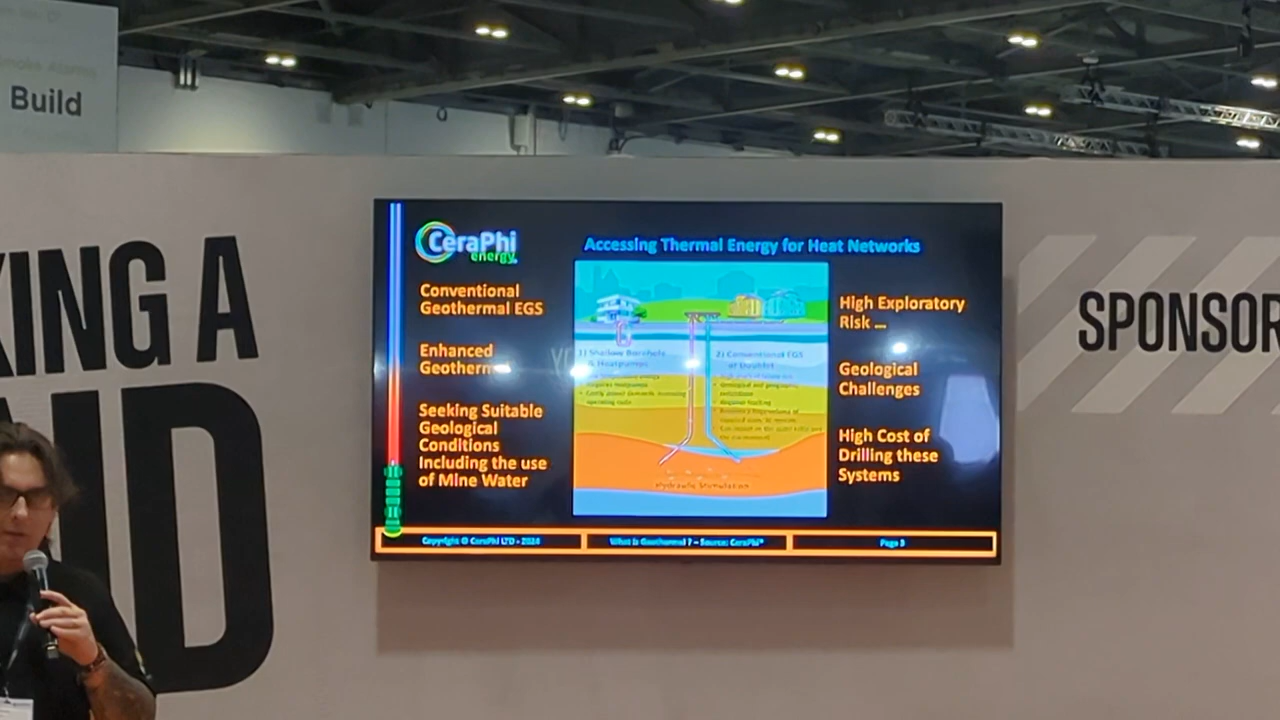 Build
KING A
ND
SPONSOR
CeraPhi
energy
Accessing Thermal Energy for Heat Networks
Conventional
Geothermal EGS
Enhanced
Seeking Suitable
Geological
Conditions
Including the use
of Mine Water
1) Shallow Boreholes
& Heatpumps
2) Conventional EGS
or Doublet
Hydraulic Stimulation
High Exploratory
Risk ...
Geological
Challenges
High Cost of
Drilling these
Systems
Copyright © CeraPhi LTD - 2024
What is Geothermal ? - Source: CeraPhi
Page 3